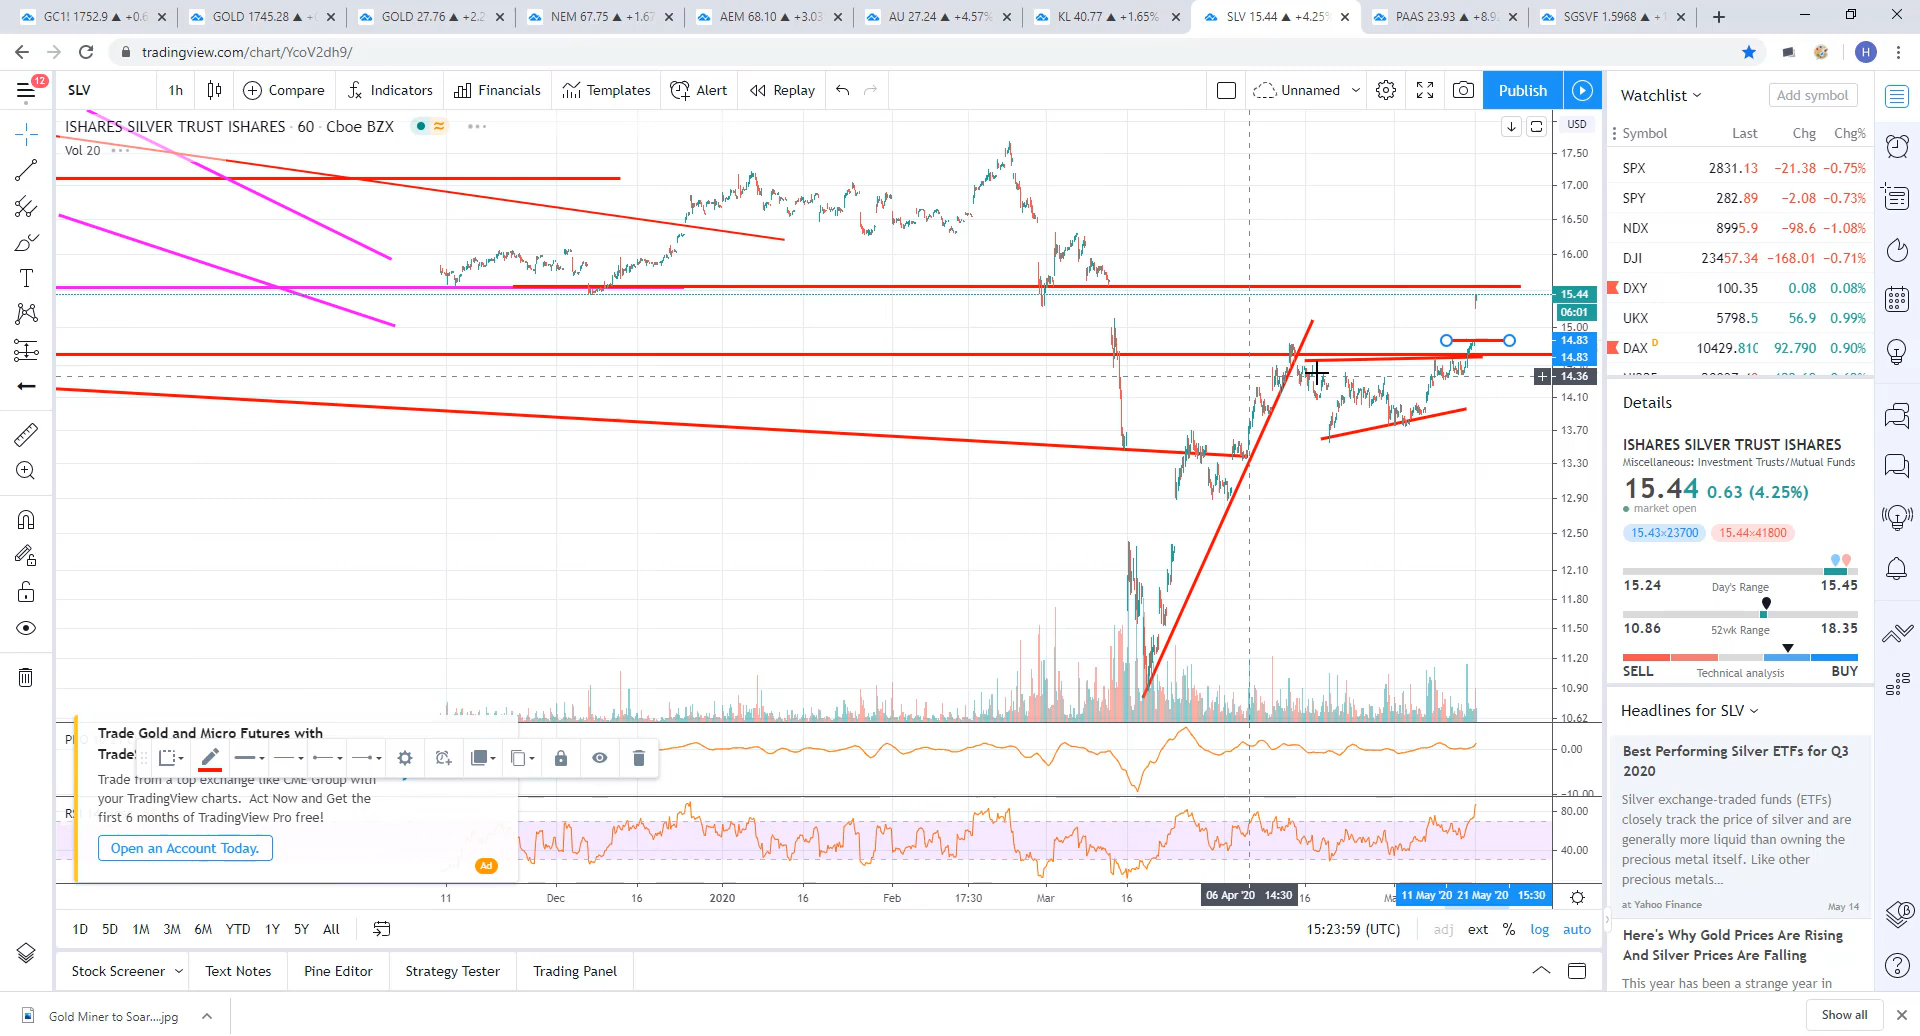 GC1! 1752.9 ▲ +0.6
GOLD 1745.28 ▲
GOLD 27.76 ▲ +2.2
NEM 67.75 ▲ +1.67
AEM 68.10 ▲ +3.03
AU 27.24 ▲ +4.57%
KL 40.77 ▲ +1.65%
SLV 15.44 ▲ +4.25%
PAAS 23.93 ▲ +8.9
SGSVF 1.5968 ▲
tradingview.com/chart/YcoV2dh9/
H
12
SLV
1h
Compare
Indicators
Financials
Templates
Alert
Replay
Unnamed
Publish
ISHARES SILVER TRUST ISHARES · 60 · Cboe BZX
Vol 20
USD
17.50
17.00
16.50
16.00
15.44
06:01
15.00
14.83
14.83
14.36
14.10
13.70
13.30
12.90
12.50
12.10
11.80
11.50
11.20
10.90
10.62
0.00
−10.00
80.00
40.00
Trade Gold and Micro Futures with
Trade
Trade from a top exchange like CME Group with
your TradingView charts. Act Now and Get the
first 6 months of TradingView Pro free!
Open an Account Today.
Ad
11
Dec
16
2020
16
Feb
17:30
Mar
16
06 Apr '20 14:30
16
11 May '20
21 May '20 15:30
1D
5D
1M
3M
6M
YTD
1Y
5Y
All
15:23:59 (UTC)
adj
ext
%
log
auto
Stock Screener
Text Notes
Pine Editor
Strategy Tester
Trading Panel
Watchlist
Add symbol
Symbol Last Chg Chg%
SPX 2831.13 −21.38 −0.75%
SPY 282.89 −2.08 −0.73%
NDX 8995.9 −98.6 −1.08%
DJI 23457.34 −168.01 −0.71%
DXY 100.35 0.08 0.08%
UKX 5798.5 56.9 0.99%
DAX D 10429.810 92.790 0.90%
Details
ISHARES SILVER TRUST ISHARES
Miscellaneous: Investment Trusts/Mutual Funds
15.44 0.63 (4.25%)
market open
15.43×23700
15.44×41800
15.24 Day's Range 15.45
10.86 52wk Range 18.35
SELL Technical analysis BUY
Headlines for SLV
Best Performing Silver ETFs for Q3
2020
Silver exchange-traded funds (ETFs)
closely track the price of silver and are
generally more liquid than owning the
precious metal itself. Like other
precious metals...
at Yahoo Finance May 14
Here's Why Gold Prices Are Rising
And Silver Prices Are Falling
This year has been a strange year in
Gold Miner to Soar....jpg
Show all